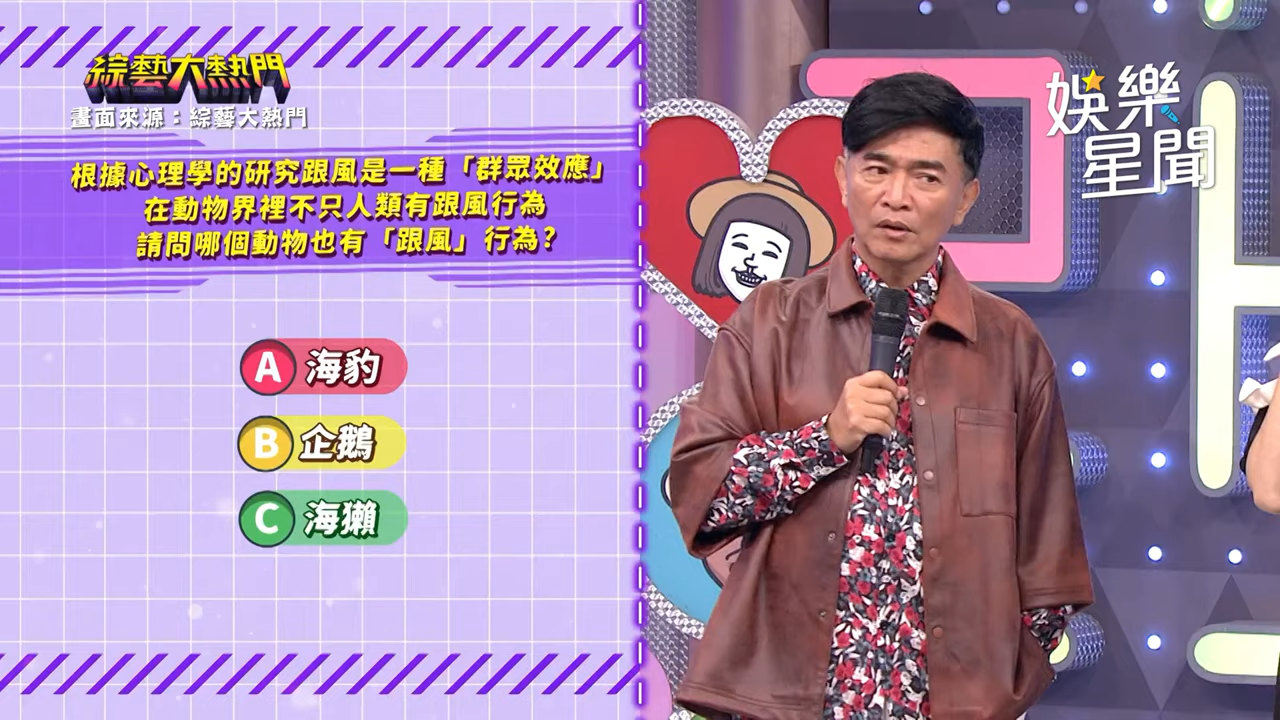 綜藝大熱門
畫面來源：綜藝大熱門
娛樂
星聞
根據心理學的研究跟風是一種「群眾效應」
在動物界裡不只人類有跟風行為
請問哪個動物也有「跟風」行為?
A 海豹
B 企鵝
C 海獺